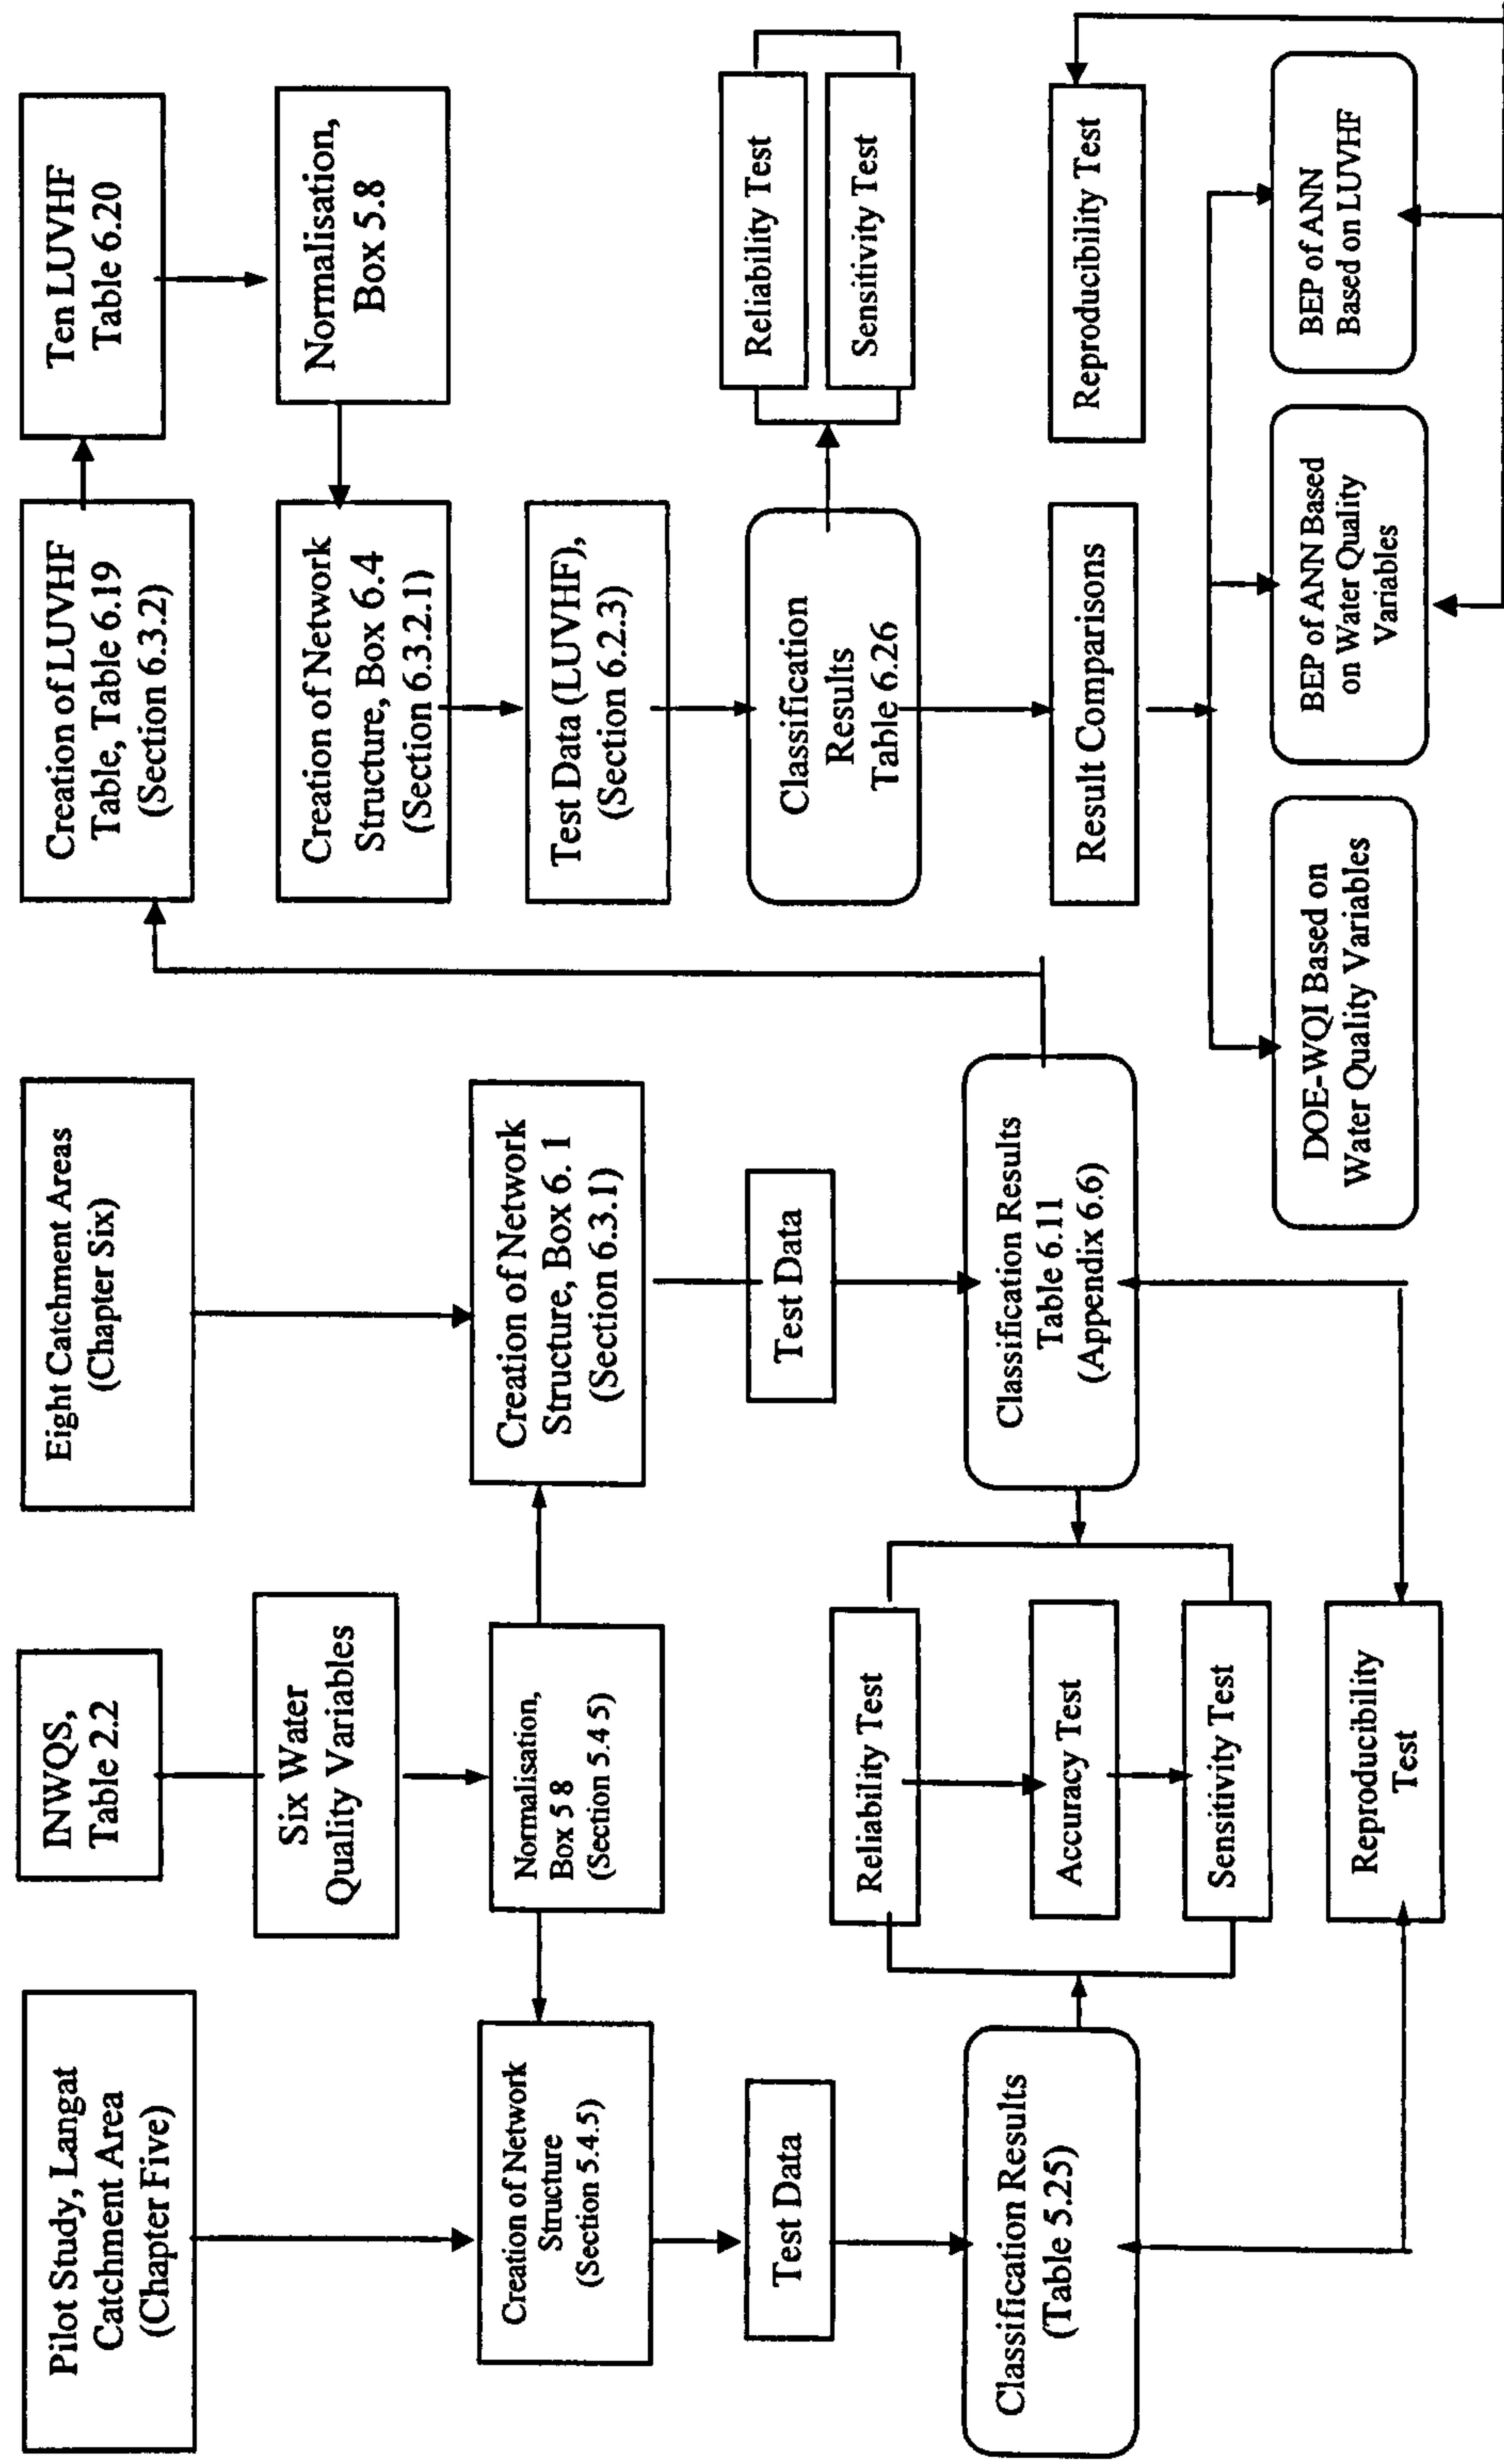 Pilot Study, Langat
Catchment Area
(Chapter Five)
INWQS,
Table 2.2
Eight Catchment Areas
(Chapter Six)
Creation of LUVHF
Table, Table 6.19
(Section 6.3.2)
Ten LUVHF
Table 6.20
Six Water
Quality Variables
Normalisation,
Box 5.8
Creation of Network
Structure
(Section 5.4.5)
Normalisation,
Box 5 8
(Section 5.4 5)
Creation of Network
Structure, Box 6. 1
(Section 6.3.1)
Creation of Network
Structure, Box 6.4
(Section 6.3.2.1)
Test Data (LUVHF),
(Section 6.2.3)
Test Data
Test Data
Classification
Results
Table 6.26
Reliability Test
Sensitivity Test
Classification Results
(Table 5.25)
Reliability Test
Accuracy Test
Sensitivity Test
Classification Results
Table 6.11
(Appendix 6.6)
Result Comparisons
Reproducibility Test
Reproducibility
Test
DOE-WQI Based on
Water Quality Variables
BEP of ANN Based
on Water Quality
Variables
BEP of ANN
Based on LUVHF